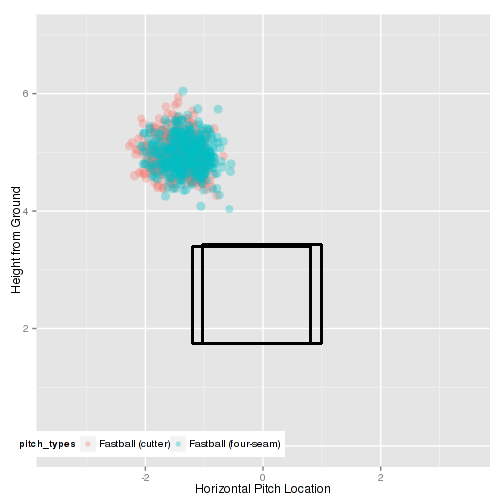 6
4
2
Height from Ground
pitch_types Fastball (cutter) Fastball (four-seam)
-2 0 2
Horizontal Pitch Location